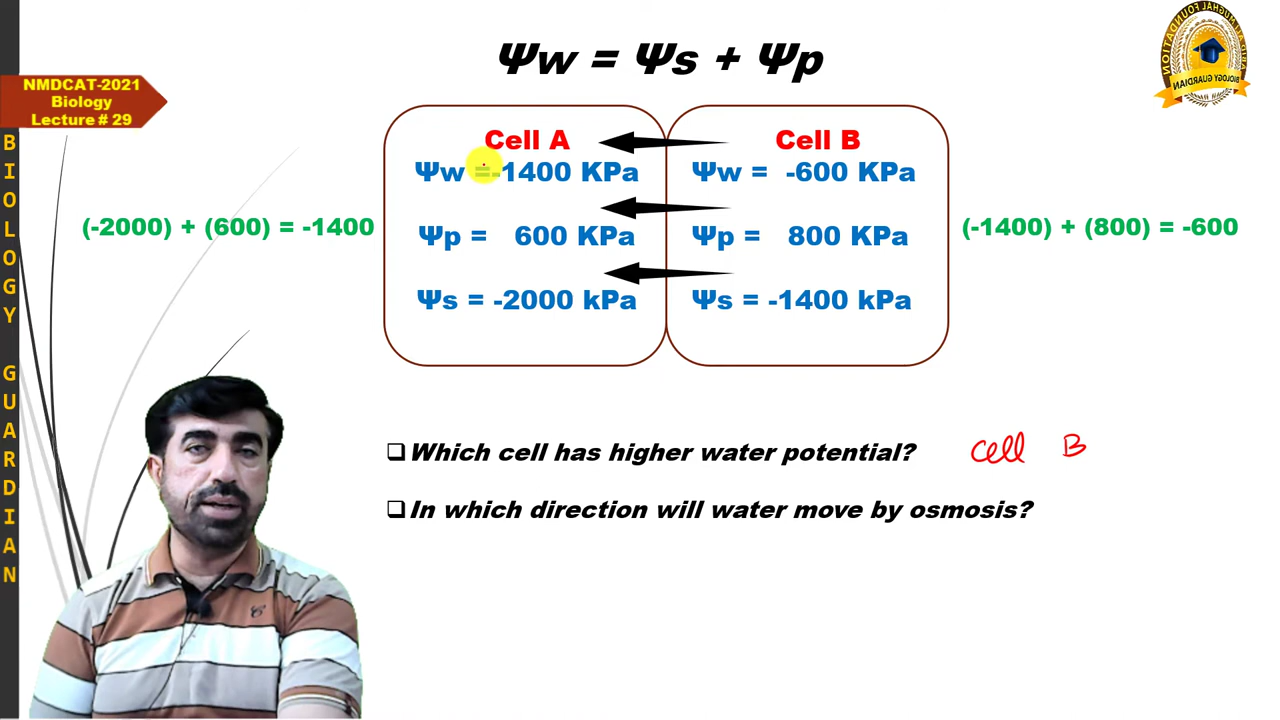 Ψw = Ψs + Ψp
NMDCAT-2021
Biology
Lecture # 29
BIOLOGY GUARDIAN
Cell A
Ψw =-1400 KPa
Ψp = 600 KPa
Ψs = -2000 kPa
Cell B
Ψw = -600 KPa
Ψp = 800 KPa
Ψs = -1400 kPa
(-2000) + (600) = -1400
(-1400) + (800) = -600
❑Which cell has higher water potential? Cell B
❑In which direction will water move by osmosis?
BIOLOGY GUARDIAN